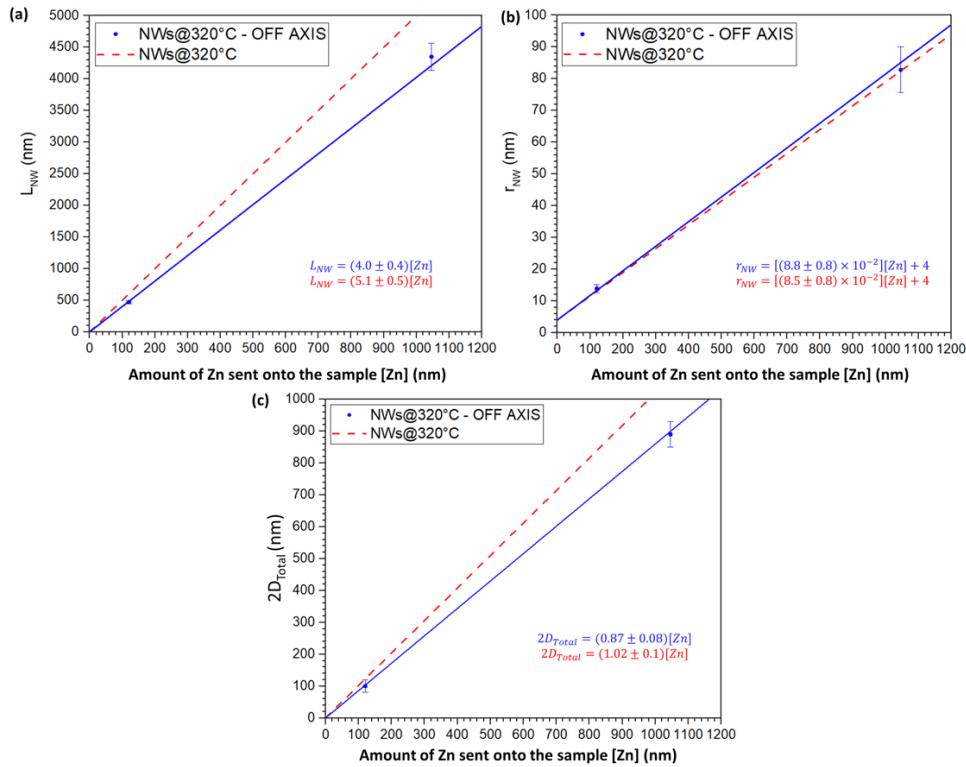 (a)
NWs@320°C - OFF AXIS
NWs@320°C
5000
4500
4000
3500
3000
2500
2000
1500
1000
500
0
L_NW (nm)
L_NW = (4.0 ± 0.4)[Zn]
L_NW = (5.1 ± 0.5)[Zn]
0 100 200 300 400 500 600 700 800 900 1000 1100 1200
Amount of Zn sent onto the sample [Zn] (nm)
(b)
NWs@320°C - OFF AXIS
NWs@320°C
100
80
60
40
20
0
r_NW (nm)
r_NW = [(8.8 ± 0.8) × 10^−2][Zn] + 4
r_NW = [(8.5 ± 0.8) × 10^−2][Zn] + 4
0 100 200 300 400 500 600 700 800 900 1000 1100 1200
Amount of Zn sent onto the sample [Zn] (nm)
(c)
NWs@320°C - OFF AXIS
NWs@320°C
1000
900
800
700
600
500
400
300
200
100
0
2D_Total (nm)
2D_Total = (0.87 ± 0.08)[Zn]
2D_Total = (1.02 ± 0.1)[Zn]
0 100 200 300 400 500 600 700 800 900 1000 1100 1200
Amount of Zn sent onto the sample [Zn] (nm)